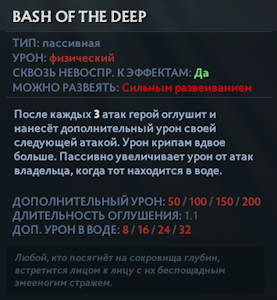 BASH OF THE DEEP
ТИП: пассивная
УРОН: физический
СКВОЗЬ НЕВОСПР. К ЭФФЕКТАМ: Да
МОЖНО РАЗВЕЯТЬ: Сильным развеиванием
После каждых 3 атак герой оглушит и
нанесёт дополнительный урон своей
следующей атакой. Урон крипам вдвое
больше. Пассивно увеличивает урон от атак
владельца, когда тот находится в воде.
ДОПОЛНИТЕЛЬНЫЙ УРОН: 50 / 100 / 150 / 200
ДЛИТЕЛЬНОСТЬ ОГЛУШЕНИЯ: 1.1
ДОП. УРОН В ВОДЕ: 8 / 16 / 24 / 32
Любой, кто посягнёт на сокровища глубин,
встретится лицом к лицу с их беспощадным
змееногим стражем.